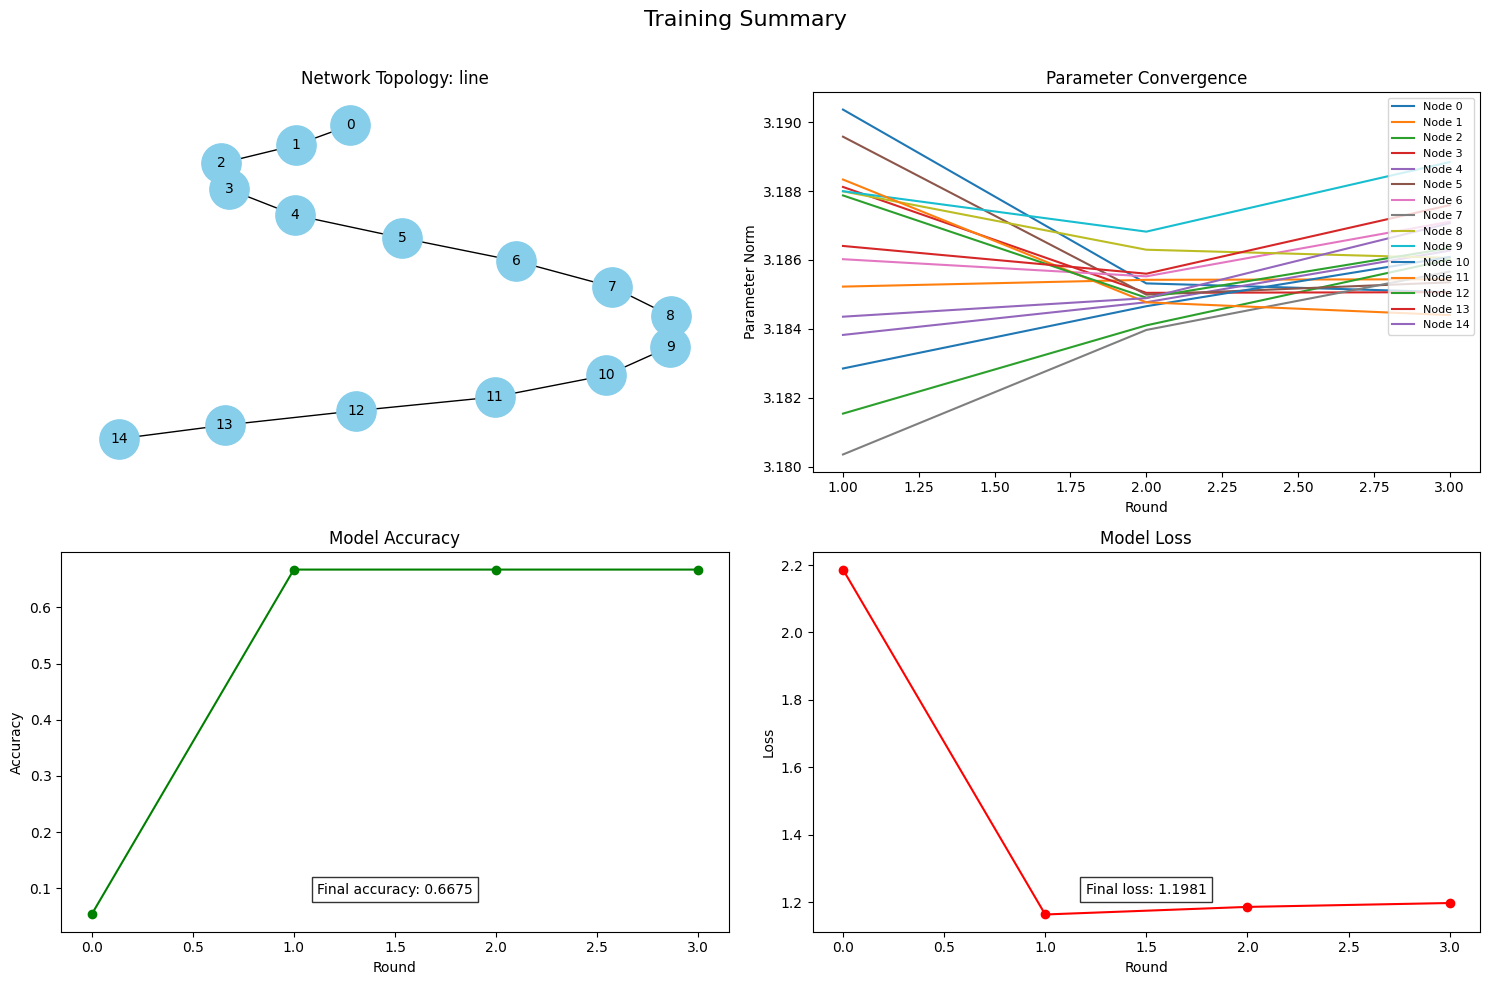 Training Summary
Network Topology: line
0
1
2
3
4
5
6
7
8
9
10
11
12
13
14
Parameter Convergence
Parameter Norm
3.190
3.188
3.186
3.184
3.182
3.180
1.00 1.25 1.50 1.75 2.00 2.25 2.50 2.75 3.00
Round
Node 0
Node 1
Node 2
Node 3
Node 4
Node 5
Node 6
Node 7
Node 8
Node 9
Node 10
Node 11
Node 12
Node 13
Node 14
Model Accuracy
Accuracy
0.6
0.5
0.4
0.3
0.2
0.1
Final accuracy: 0.6675
0.0 0.5 1.0 1.5 2.0 2.5 3.0
Round
Model Loss
Loss
2.2
2.0
1.8
1.6
1.4
1.2
Final loss: 1.1981
0.0 0.5 1.0 1.5 2.0 2.5 3.0
Round